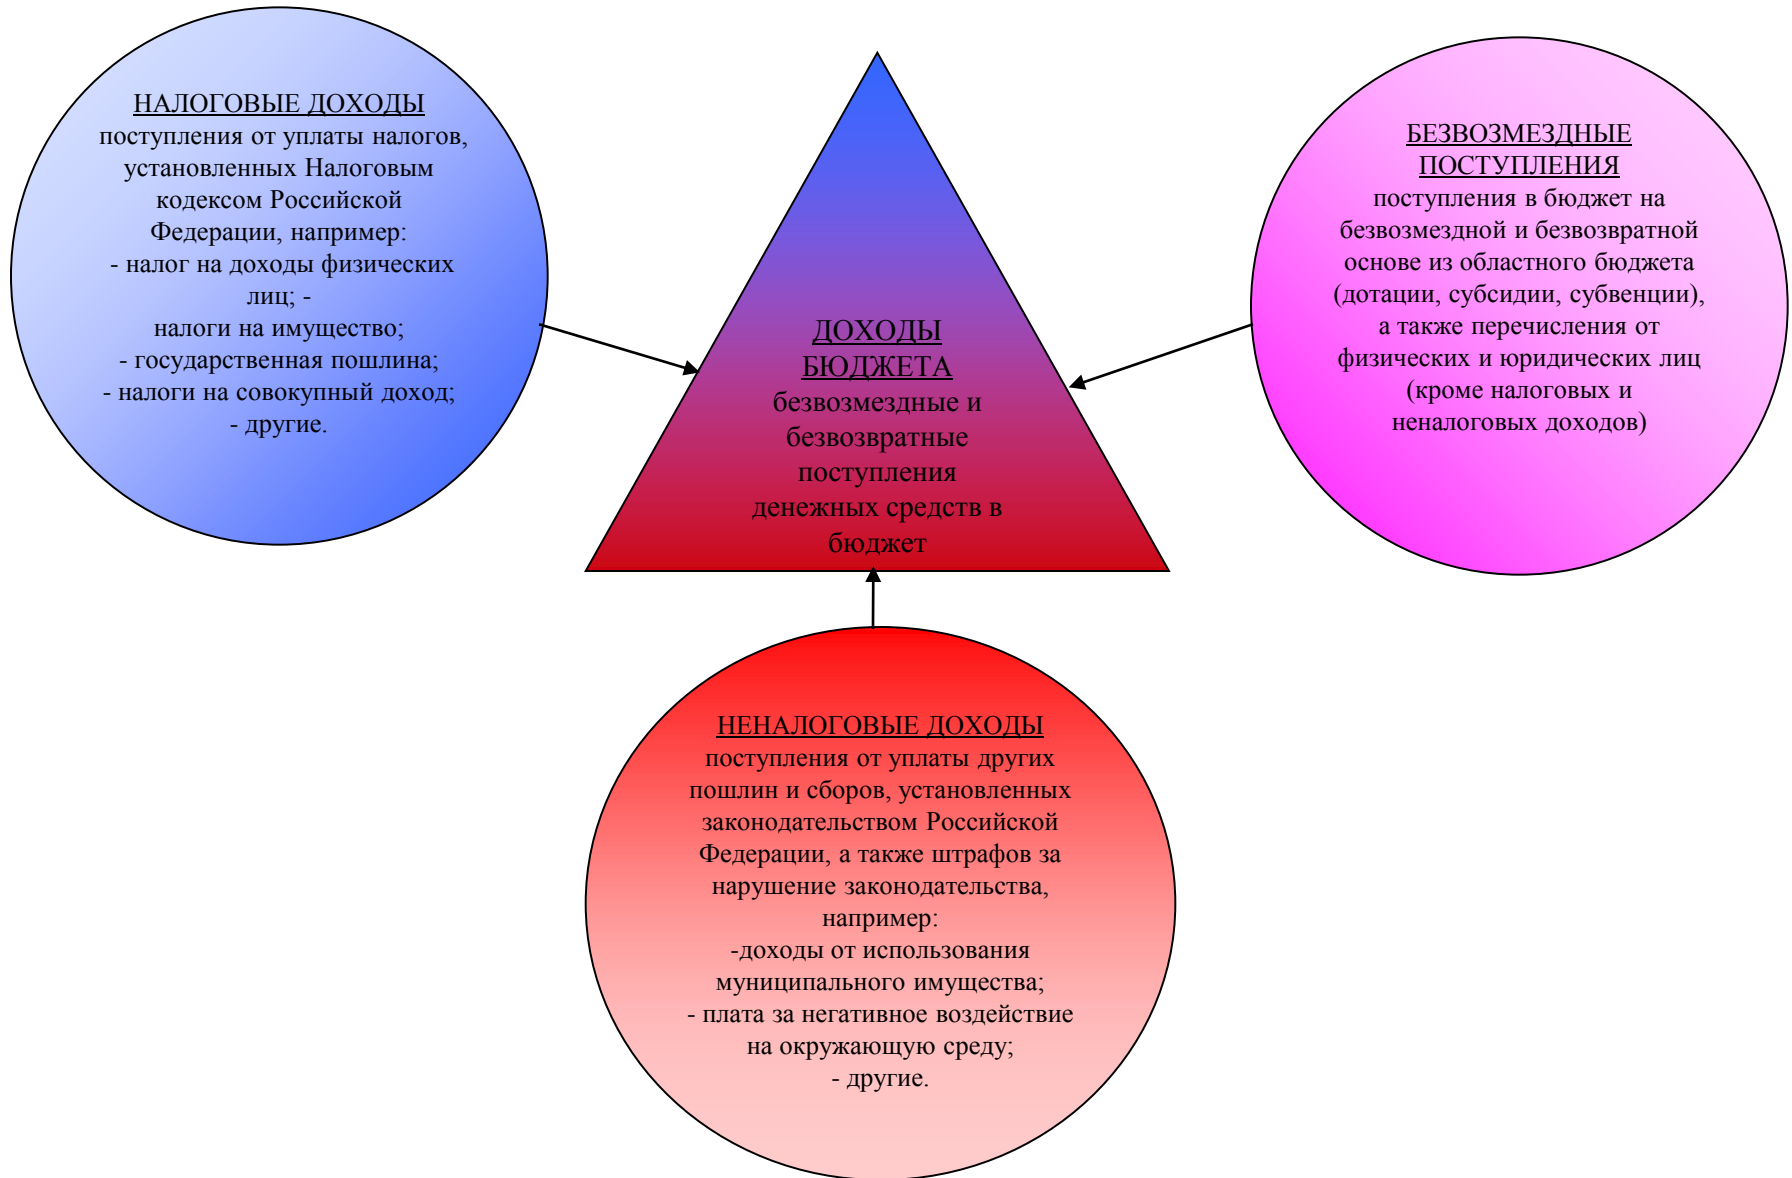 НАЛОГОВЫЕ ДОХОДЫ
поступления от уплаты налогов,
установленных Налоговым
кодексом Российской
Федерации, например:
- налог на доходы физических
лиц; -
налоги на имущество;
- государственная пошлина;
- налоги на совокупный доход;
- другие.
ДОХОДЫ
БЮДЖЕТА
безвозмездные и
безвозвратные
поступления
денежных средств в
бюджет
БЕЗВОЗМЕЗДНЫЕ
ПОСТУПЛЕНИЯ
поступления в бюджет на
безвозмездной и безвозвратной
основе из областного бюджета
(дотации, субсидии, субвенции),
а также перечисления от
физических и юридических лиц
(кроме налоговых и
неналоговых доходов)
НЕНАЛОГОВЫЕ ДОХОДЫ
поступления от уплаты других
пошлин и сборов, установленных
законодательством Российской
Федерации, а также штрафов за
нарушение законодательства,
например:
-доходы от использования
муниципального имущества;
- плата за негативное воздействие
на окружающую среду;
- другие.